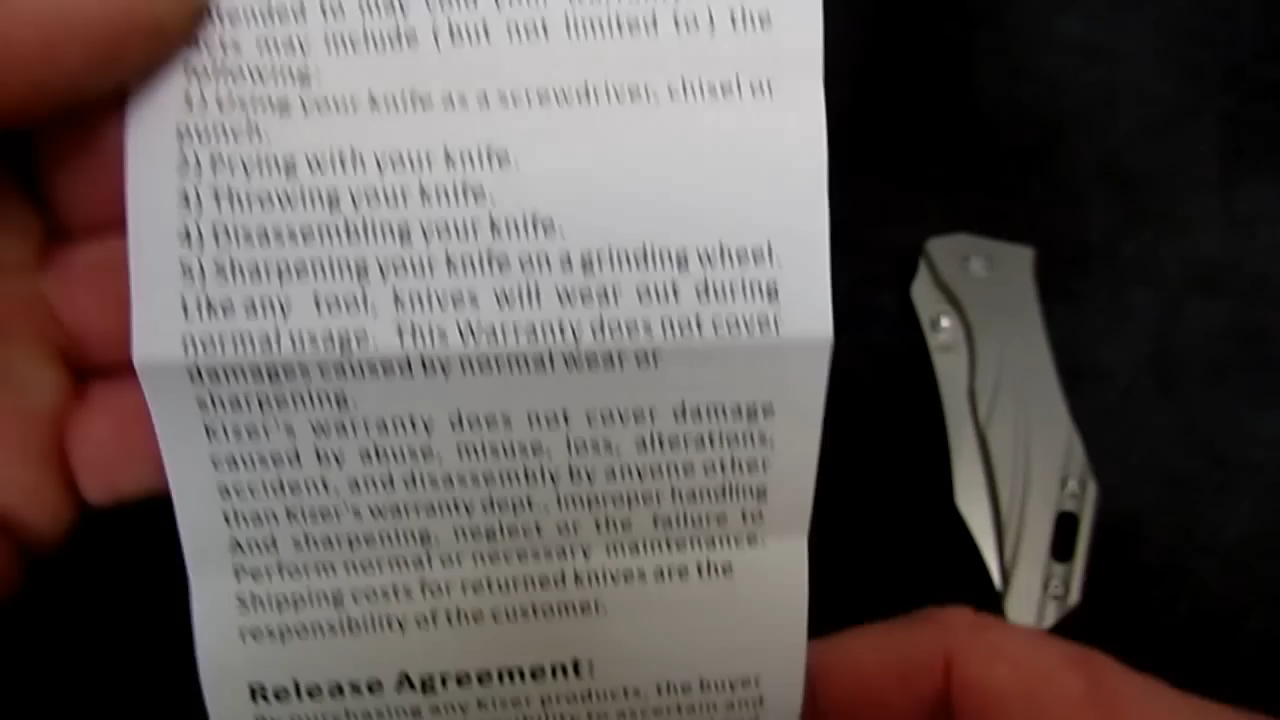 may include (but not limited to) the
following:
1) Using your knife as a screwdriver, chisel or
punch.
2) Prying with your knife.
3) Throwing your knife.
4) Disassembling your knife.
5) Sharpening your knife on a grinding wheel.
Like any tool, knives will wear out during
normal usage. This Warranty does not cover
damages caused by normal wear or
sharpening.
Kiser's warranty does not cover damage
caused by abuse, misuse, loss, alterations,
accident, and disassembly by anyone other
than Kiser's warranty dept., improper handling
And sharpening, neglect or the failure to
Perform normal or necessary maintenance.
Shipping costs for returned knives are the
responsibility of the customer.
Release Agreement:
By purchasing any kiser products, the buyer
to ascertain and